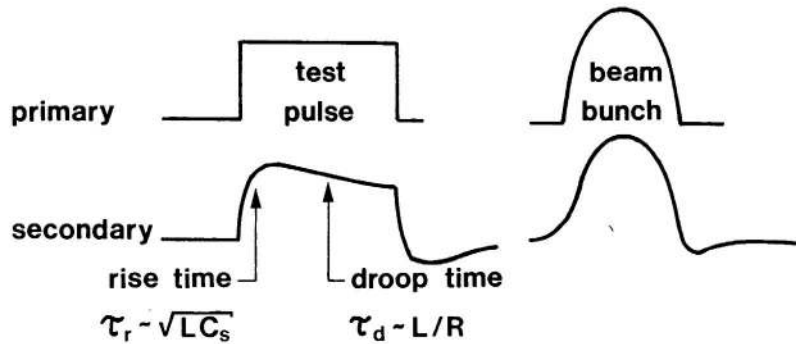 test beam
primary pulse bunch
secondary
rise time droop time
τr ~ √LCs τd ~ L/R